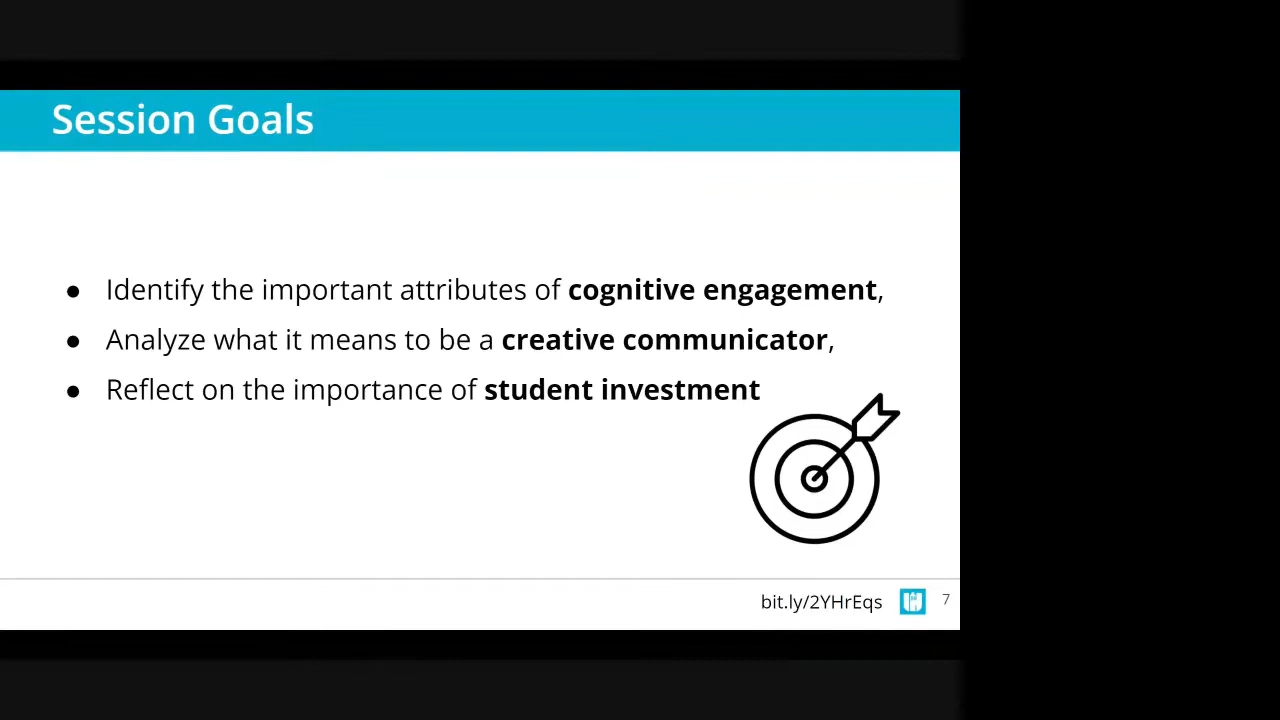 Session Goals
● Identify the important attributes of cognitive engagement,
● Analyze what it means to be a creative communicator,
● Reflect on the importance of student investment
bit.ly/2YHrEqs
7